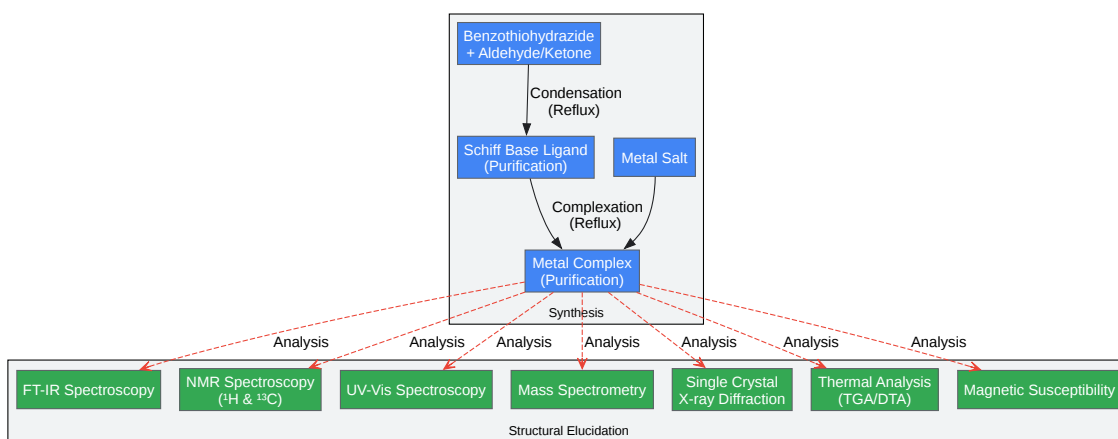 Benzothiohydrazide
+ Aldehyde/Ketone
Condensation
(Reflux)
Schiff Base Ligand
(Purification)
Metal Salt
Complexation
(Reflux)
Metal Complex
(Purification)
Synthesis
Analysis
Analysis
Analysis
Analysis
Analysis
Analysis
Analysis
FT-IR Spectroscopy
NMR Spectroscopy
(¹H & ¹³C)
UV-Vis Spectroscopy
Mass Spectrometry
Single Crystal
X-ray Diffraction
Thermal Analysis
(TGA/DTA)
Magnetic Susceptibility
Structural Elucidation